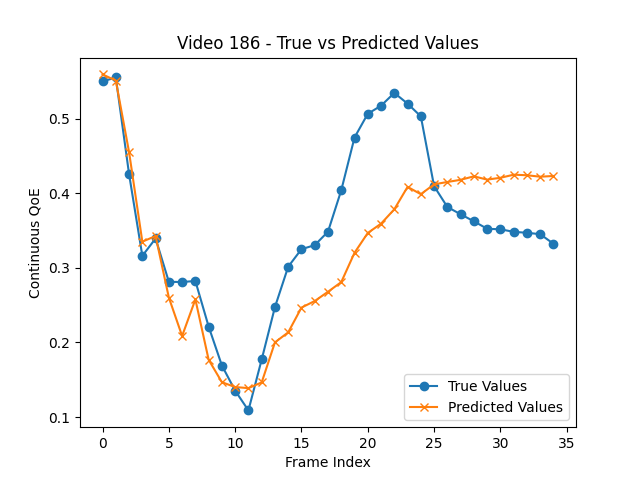 Video 186 - True vs Predicted Values
Continuous QoE
0.5
0.4
0.3
0.2
0.1
True Values
Predicted Values
0 5 10 15 20 25 30 35
Frame Index